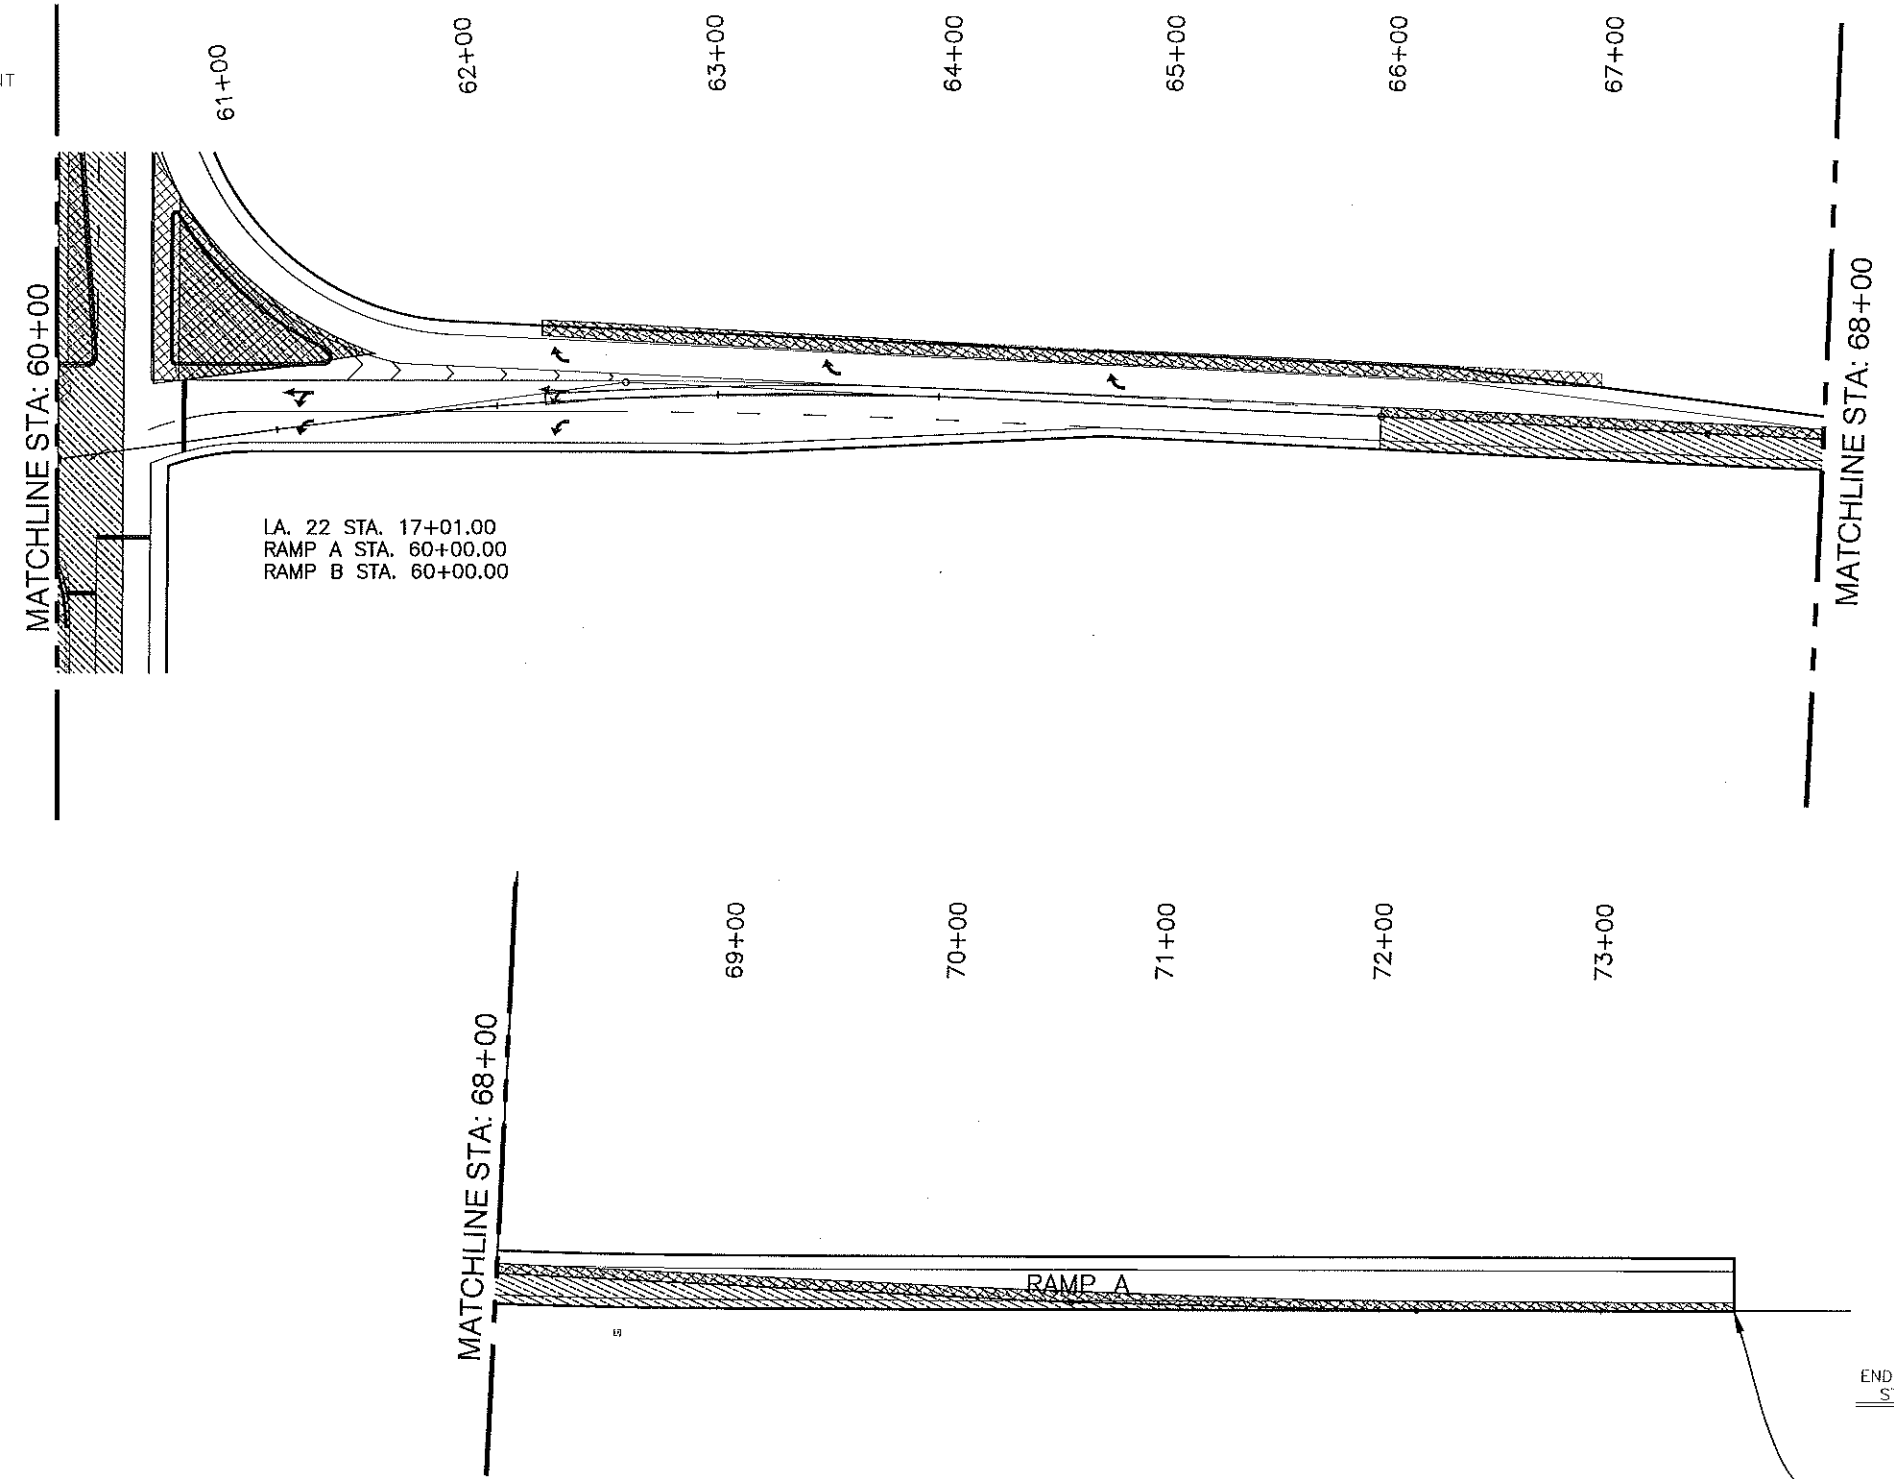 NT
61+00
62+00
63+00
64+00
65+00
66+00
67+00
MATCHLINE STA: 60+00
MATCHLINE STA: 68+00
LA. 22 STA. 17+01.00
RAMP A STA. 60+00.00
RAMP B STA. 60+00.00
69+00
70+00
71+00
72+00
73+00
MATCHLINE STA: 68+00
RAMP A
END